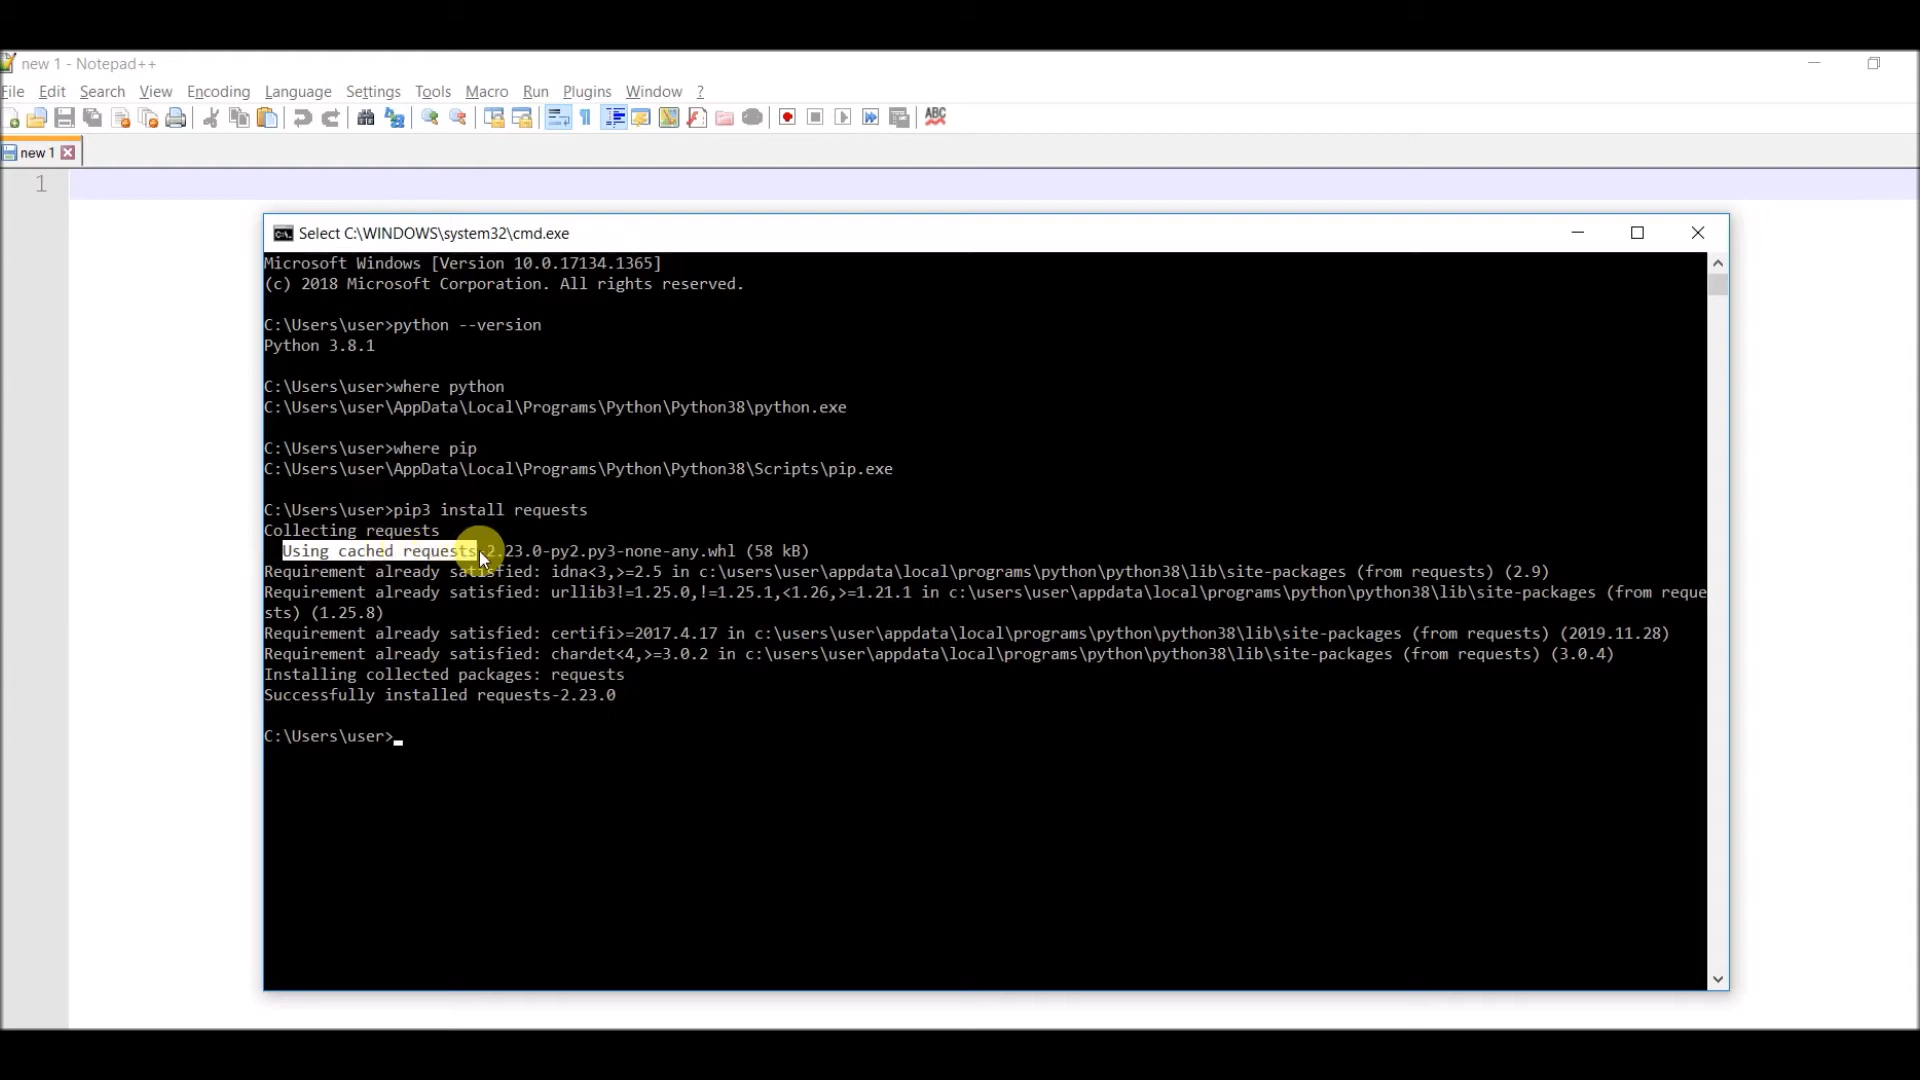 new 1 - Notepad++
File Edit Search View Encoding Language Settings Tools Macro Run Plugins Window ?
ABC
new 1
1
Select C:\WINDOWS\system32\cmd.exe
Microsoft Windows [Version 10.0.17134.1365]
(c) 2018 Microsoft Corporation. All rights reserved.
C:\Users\user>python --version
Python 3.8.1
C:\Users\user>where python
C:\Users\user\AppData\Local\Programs\Python\Python38\python.exe
C:\Users\user>where pip
C:\Users\user\AppData\Local\Programs\Python\Python38\Scripts\pip.exe
C:\Users\user>pip3 install requests
Collecting requests
Using cached requests-2.23.0-py2.py3-none-any.whl (58 kB)
Requirement already satisfied: idna<3,>=2.5 in c:\users\user\appdata\local\programs\python\python38\lib\site-packages (from requests) (2.9)
Requirement already satisfied: urllib3!=1.25.0,!=1.25.1,<1.26,>=1.21.1 in c:\users\user\appdata\local\programs\python\python38\lib\site-packages (from reque
sts) (1.25.8)
Requirement already satisfied: certifi>=2017.4.17 in c:\users\user\appdata\local\programs\python\python38\lib\site-packages (from requests) (2019.11.28)
Requirement already satisfied: chardet<4,>=3.0.2 in c:\users\user\appdata\local\programs\python\python38\lib\site-packages (from requests) (3.0.4)
Installing collected packages: requests
Successfully installed requests-2.23.0
C:\Users\user>